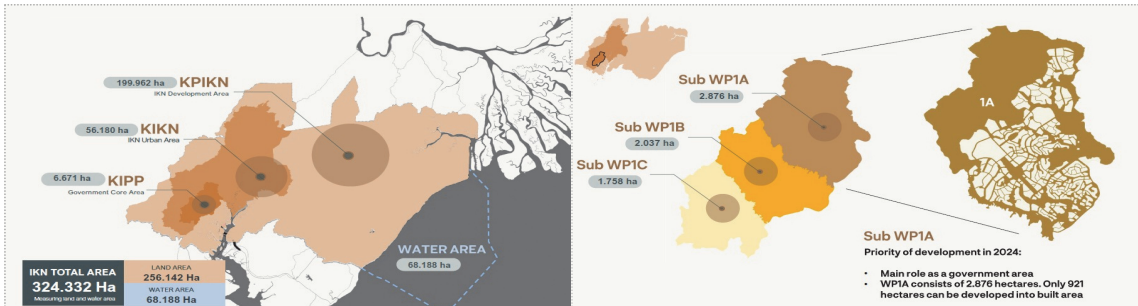 199.962 ha KPIKN
IKN Development Area
56.180 ha KIKN
IKN Urban Area
6.671 ha KIPP
Government Core Area
WATER AREA
68.188 ha
IKN TOTAL AREA
324.332 Ha
Measuring land and water area
LAND AREA
256.142 Ha
WATER AREA
68.188 Ha
Sub WP1A
2.876 ha
Sub WP1B
2.037 ha
Sub WP1C
1.758 ha
1A
Sub WP1A
Priority of development in 2024:
• Main role as a government area
• WP1A consists of 2.876 hectares. Only 921
hectares can be developed into built area